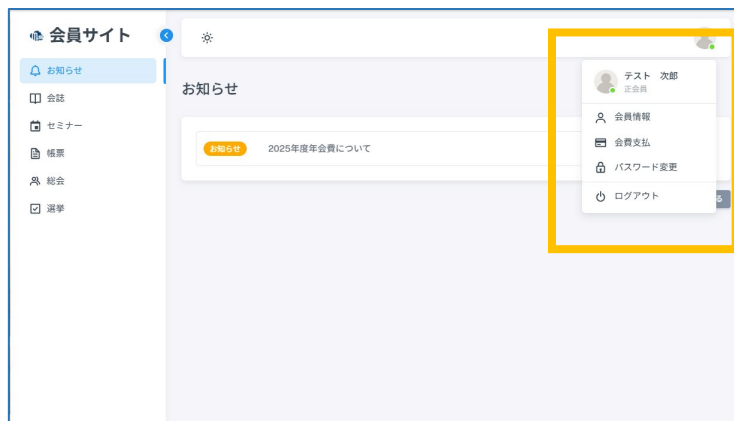 会員サイト
お知らせ
会誌
セミナー
帳票
総会
選挙
お知らせ
お知らせ 2025年度年会費について
テスト 次郎
正会員
会員情報
会費支払
パスワード変更
ログアウト
る